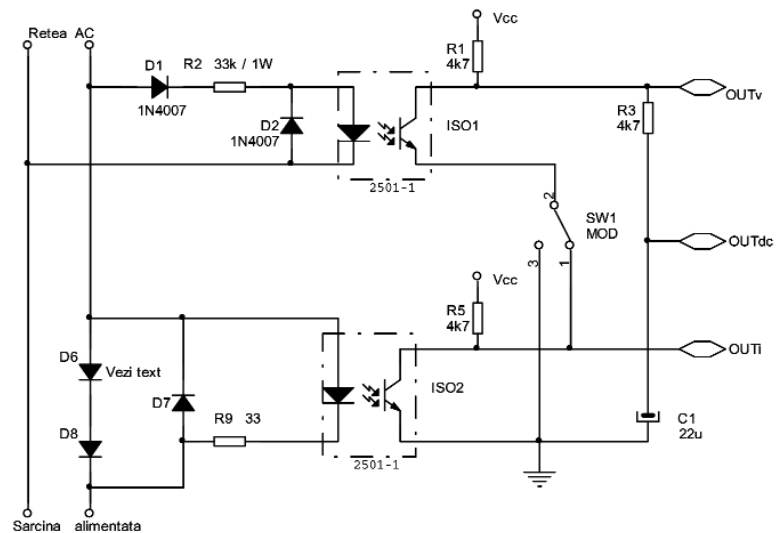 Retea AC
Vcc
D1
R2 33k / 1W
1N4007
D2
1N4007
R1
4k7
ISO1
2501-1
OUTv
R3
4k7
2
SW1
MOD
3
1
OUTdc
Vcc
R5
4k7
OUTi
D6
Vezi text
D7
R9 33
D8
ISO2
2501-1
C1
22u
Sarcina alimentata